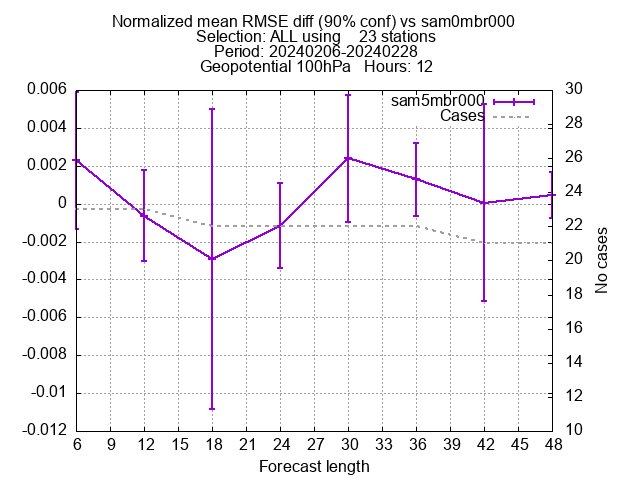 Normalized mean RMSE diff (90% conf) vs sam0mbr000
Selection: ALL using    23 stations
Period: 20240206-20240228
Geopotential 100hPa   Hours: 12
sam5mbr000
Cases
0.006
0.004
0.002
0
-0.002
-0.004
-0.006
-0.008
-0.01
-0.012
30
28
26
24
22
20
18
16
14
12
10
No cases
6 9 12 15 18 21 24 27 30 33 36 39 42 45 48
Forecast length